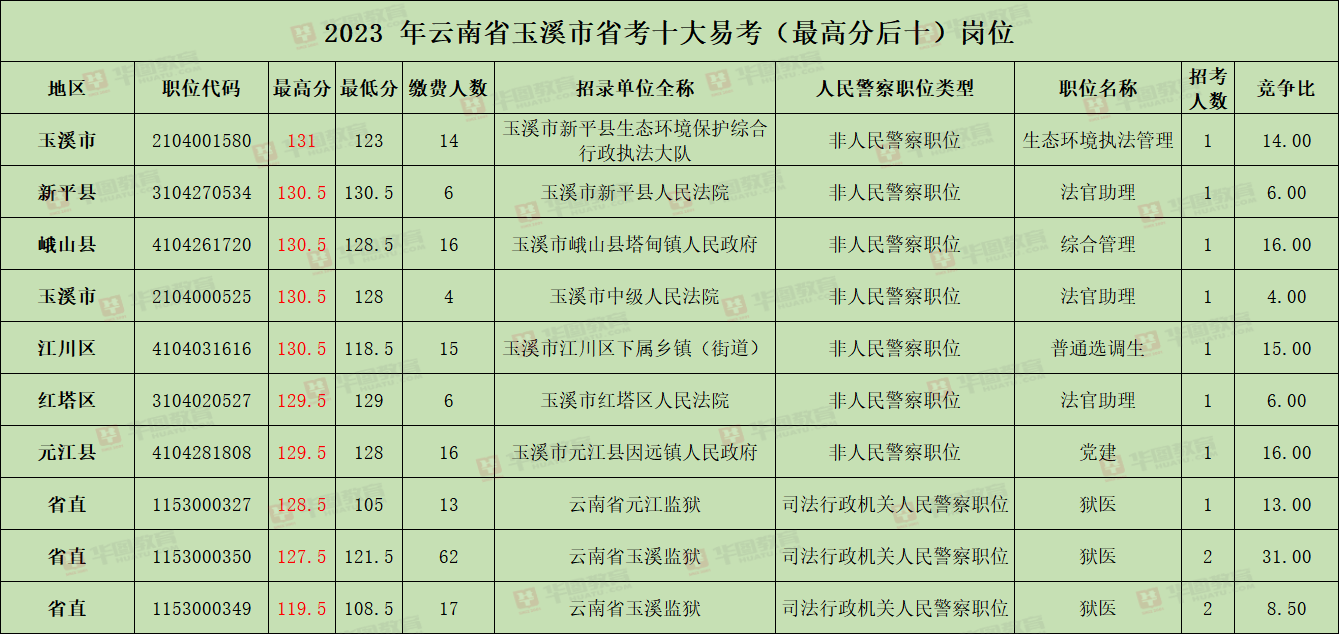 2023 年云南省玉溪市省考十大易考（最高分后十）岗位
地区 职位代码 最高分 最低分 缴费人数 招录单位全称 人民警察职位类型 职位名称 招考人数 竞争比
玉溪市 2104001580 131 123 14 玉溪市新平县生态环境保护综合行政执法大队 非人民警察职位 生态环境执法管理 1 14.00
新平县 3104270534 130.5 130.5 6 玉溪市新平县人民法院 非人民警察职位 法官助理 1 6.00
峨山县 4104261720 130.5 128.5 16 玉溪市峨山县塔甸镇人民政府 非人民警察职位 综合管理 1 16.00
玉溪市 2104000525 130.5 128 4 玉溪市中级人民法院 非人民警察职位 法官助理 1 4.00
江川区 4104031616 130.5 118.5 15 玉溪市江川区下属乡镇（街道） 非人民警察职位 普通选调生 1 15.00
红塔区 3104020527 129.5 129 6 玉溪市红塔区人民法院 非人民警察职位 法官助理 1 6.00
元江县 4104281808 129.5 128 16 玉溪市元江县因远镇人民政府 非人民警察职位 党建 1 16.00
省直 1153000327 128.5 105 13 云南省元江监狱 司法行政机关人民警察职位 狱医 1 13.00
省直 1153000350 127.5 121.5 62 云南省玉溪监狱 司法行政机关人民警察职位 狱医 2 31.00
省直 1153000349 119.5 108.5 17 云南省玉溪监狱 司法行政机关人民警察职位 狱医 2 8.50
华图教育
HUATU.COM